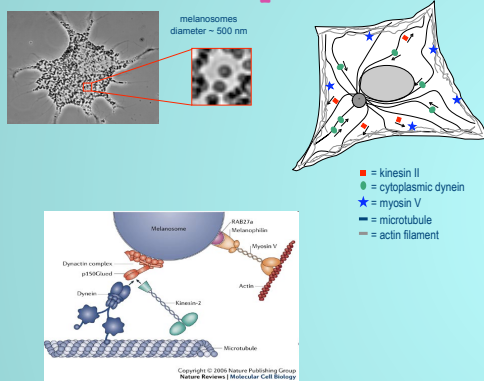 melanosomes
diameter ~ 500 nm
= kinesin II
= cytoplasmic dynein
= myosin V
= microtubule
= actin filament
Melanosome
RAB27a
Melanophilin
Myosin V
Dynactin complex
p150Glued
Actin
Dynein
Kinesin-2
Microtubule
Copyright © 2006 Nature Publishing Group
Nature Reviews | Molecular Cell Biology